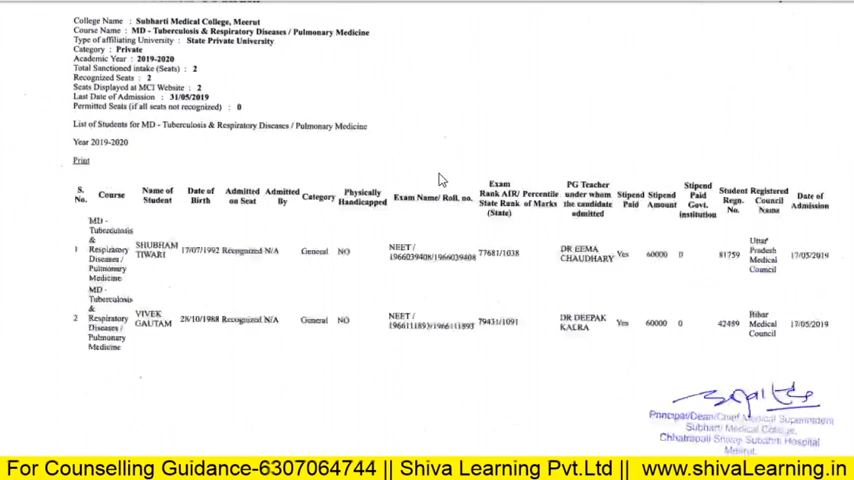 College Name : Subharti Medical College, Meerut
Course Name : MD - Tuberculosis & Respiratory Diseases / Pulmonary Medicine
Type of affiliating University : State Private University
Category : Private
Academic Year : 2019-2020
Total Sanctioned intake (Seats) : 2
Recognized Seats : 2
Seats Displayed at MCI Website : 2
Last Date of Admission : 31/05/2019
Permitted Seats (if all seats not recognized) : 0
List of Students for MD - Tuberculosis & Respiratory Diseases / Pulmonary Medicine
Year 2019-2020
Print
S. No. Course Name of Student Date of Birth Admitted on Seat Admitted By Category Physically Handicapped Exam Name/ Roll. no. Exam Rank AIR/ Percentile State Rank of Marks (State) PG Teacher under whom the candidate admitted Stipend Paid Stipend Amount Stipend Paid Govt. institution Student Regn. No. Registered Council Name Date of Admission
1 MD - Tuberculosis & Respiratory Diseases / Pulmonary Medicine SHUBHAM TIWARI 17/07/1992 Recognized N/A General NO NEET / 1966039408/1966039408 77681/1038 DR EEMA CHAUDHARY Yes 60000 0 81759 Uttar Pradesh Medical Council 17/05/2019
2 MD - Tuberculosis & Respiratory Diseases / Pulmonary Medicine VIVEK GAUTAM 28/10/1988 Recognized N/A General NO NEET / 1966111893/1966111893 79431/1091 DR DEEPAK KALRA Yes 60000 0 42459 Bihar Medical Council 17/05/2019
Principal/Dean/Chief Medical Superintendent
Subharti Medical College,
Chhatrapati Shivaji Subharti Hospital
Meerut.
For Counselling Guidance-6307064744 || Shiva Learning Pvt.Ltd || www.shivaLearning.in